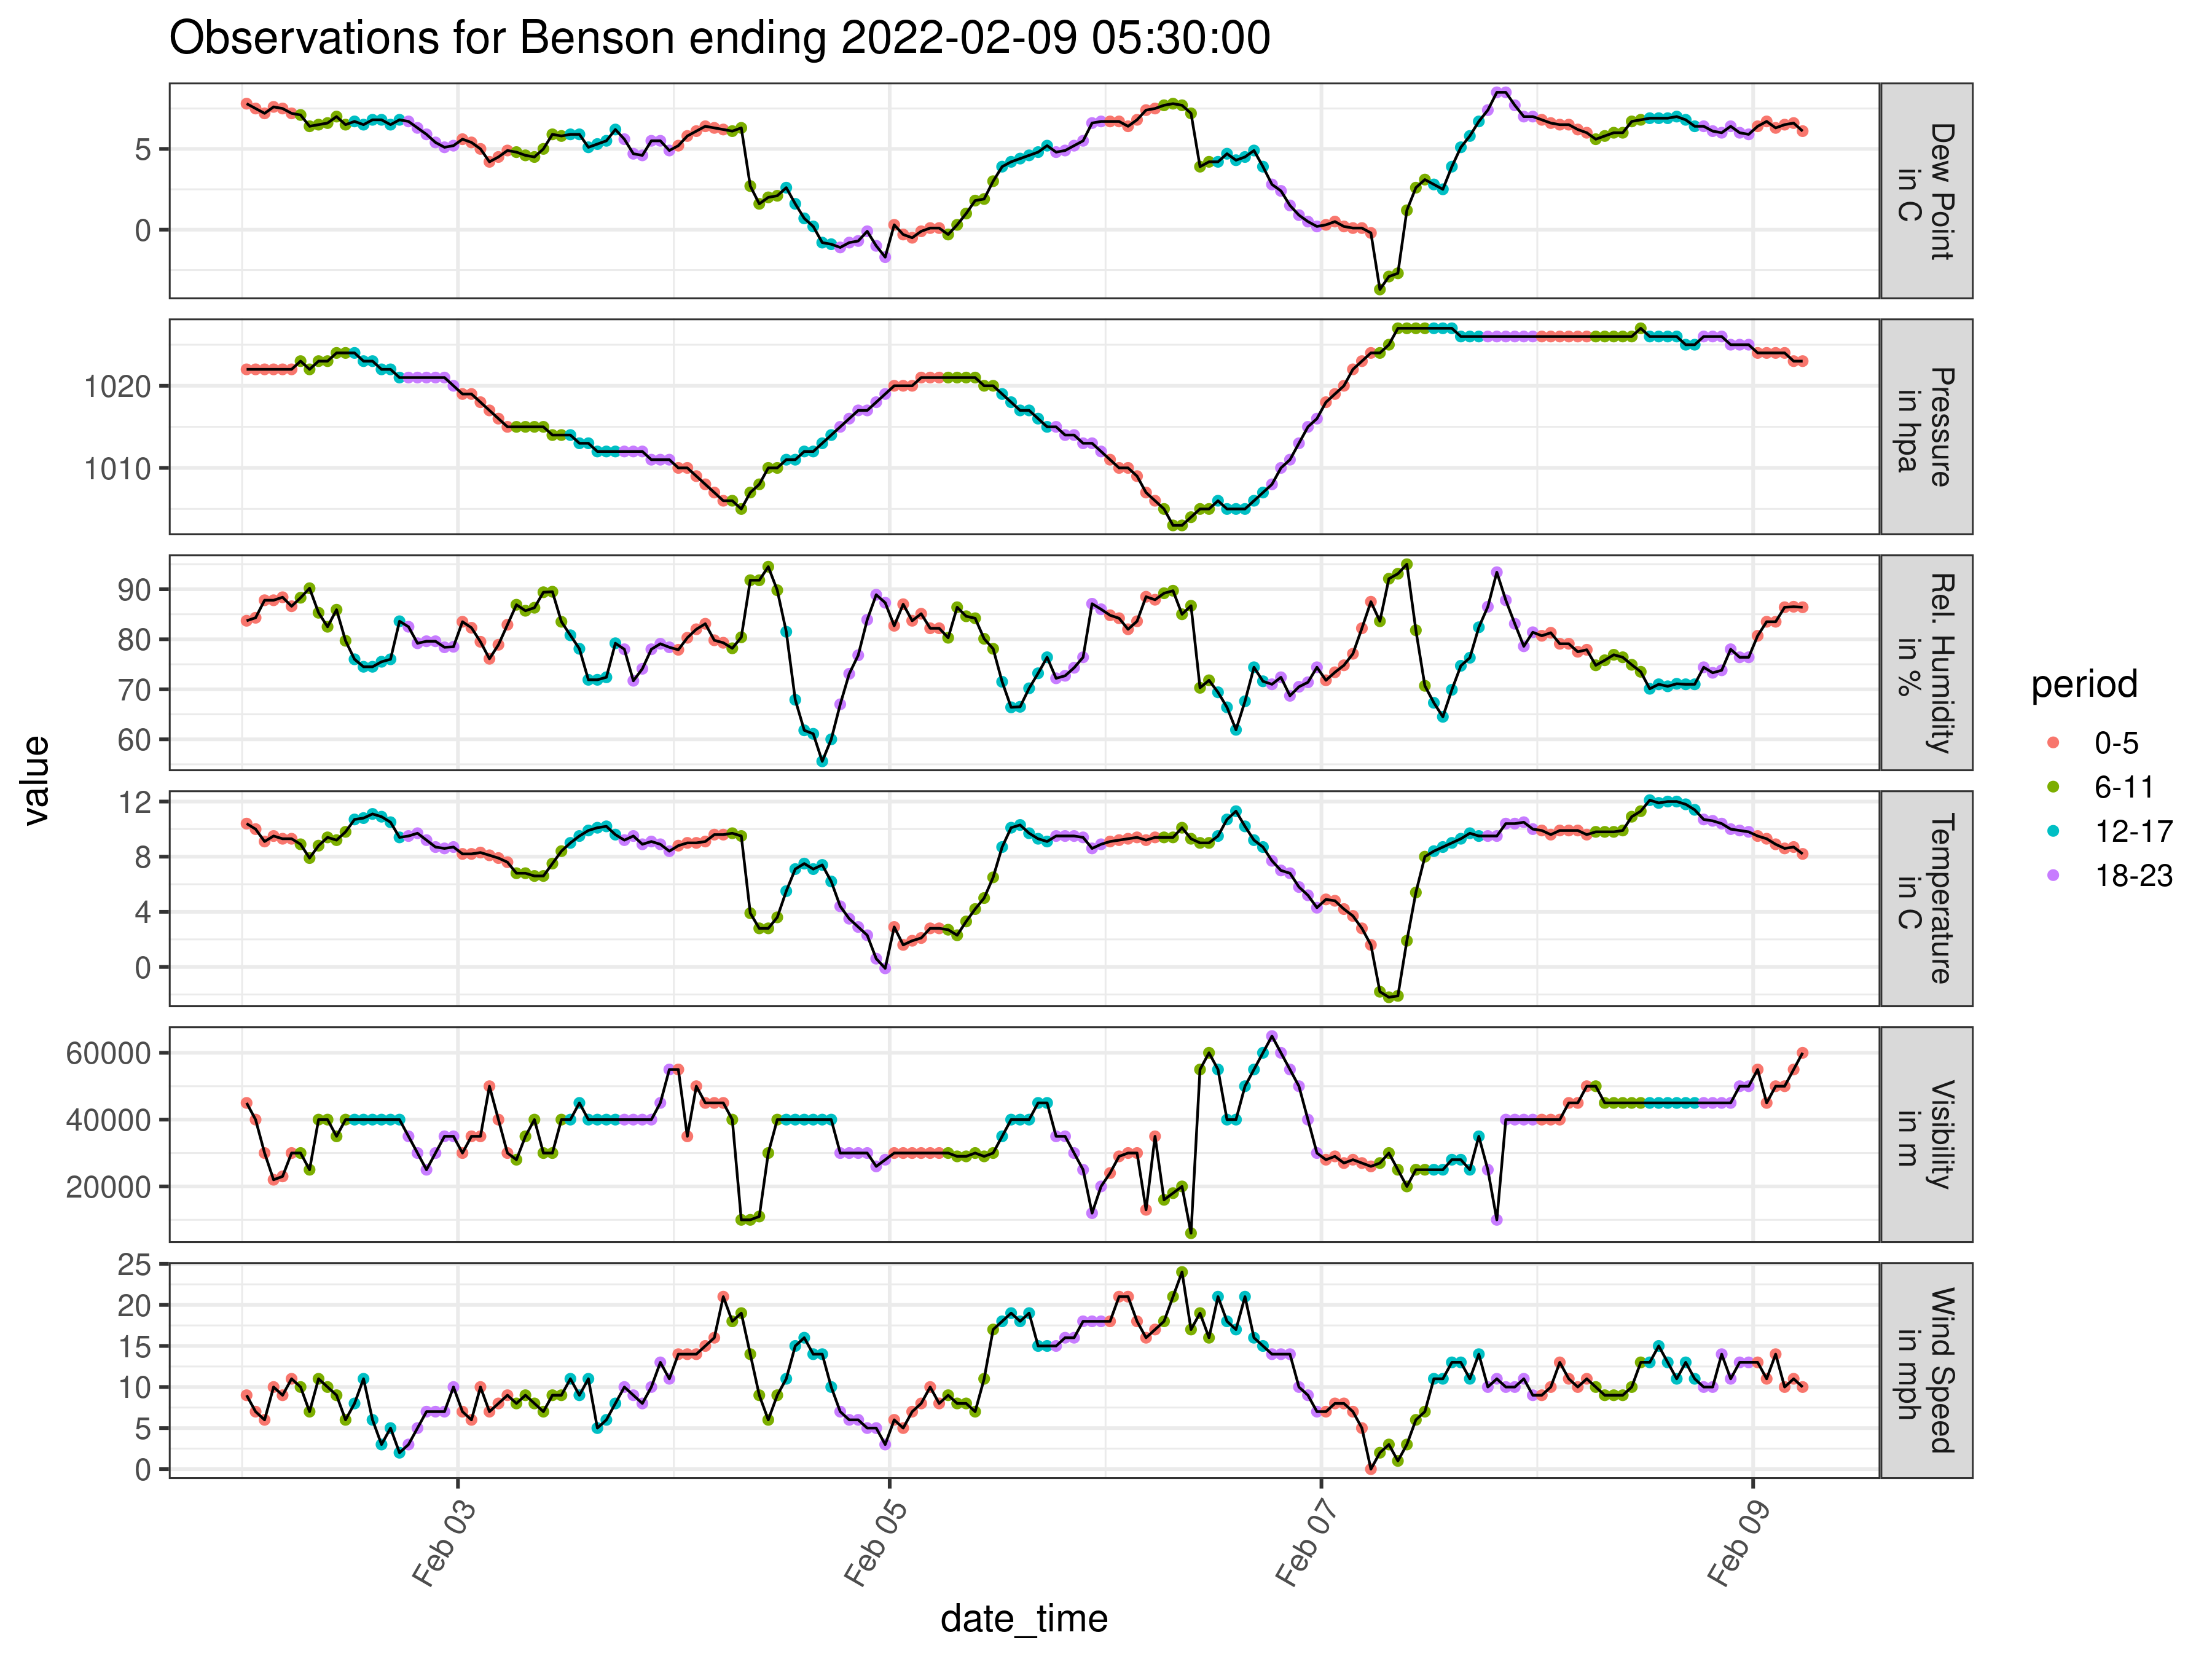 Observations for Benson ending 2022-02-09 05:30:00
value
5
0
Dew Point
in C
1020
1010
Pressure
in hpa
90
80
70
60
Rel. Humidity
in %
12
8
4
0
Temperature
in C
60000
40000
20000
Visibility
in m
25
20
15
10
5
0
Wind Speed
in mph
Feb 03
Feb 05
Feb 07
Feb 09
date_time
period
0-5
6-11
12-17
18-23